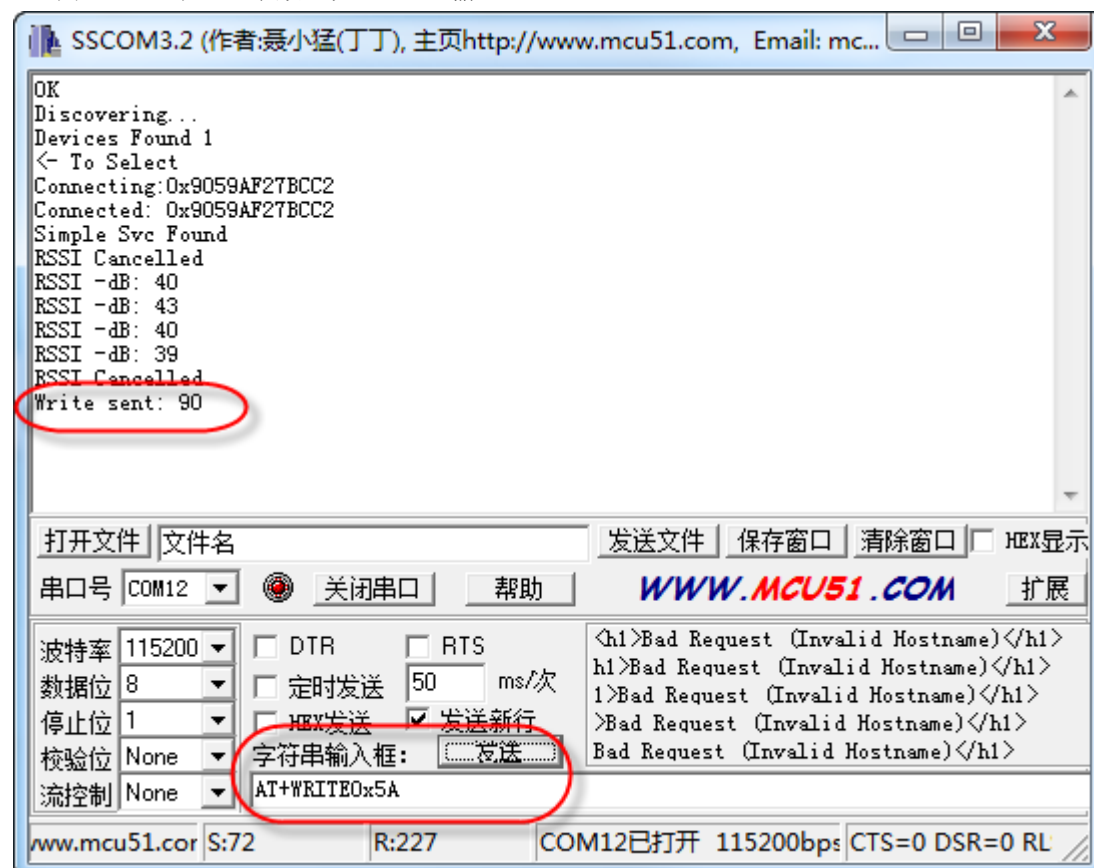 SSCOM3.2 (作者:聂小猛(丁丁), 主页http://www.mcu51.com, Email: mc...
OK
Discovering...
Devices Found 1
<- To Select
Connecting:0x9059AF27BCC2
Connected: 0x9059AF27BCC2
Simple Svc Found
RSSI Cancelled
RSSI -dB: 40
RSSI -dB: 43
RSSI -dB: 40
RSSI -dB: 39
RSSI Cancelled
Write sent: 90
打开文件 文件名 发送文件 保存窗口 清除窗口 HEX显示
串口号 COM12 关闭串口 帮助 WWW.MCU51.COM 扩展
波特率 115200 DTR RTS
数据位 8 定时发送 50 ms/次
停止位 1 HEX发送 发送新行
校验位 None 字符串输入框: 发送
流控制 None AT+WRITE0x5A
<h1>Bad Request (Invalid Hostname)</h1>
h1>Bad Request (Invalid Hostname)</h1>
1>Bad Request (Invalid Hostname)</h1>
>Bad Request (Invalid Hostname)</h1>
Bad Request (Invalid Hostname)</h1>
www.mcu51.cor S:72 R:227 COM12已打开 115200bps CTS=0 DSR=0 RL